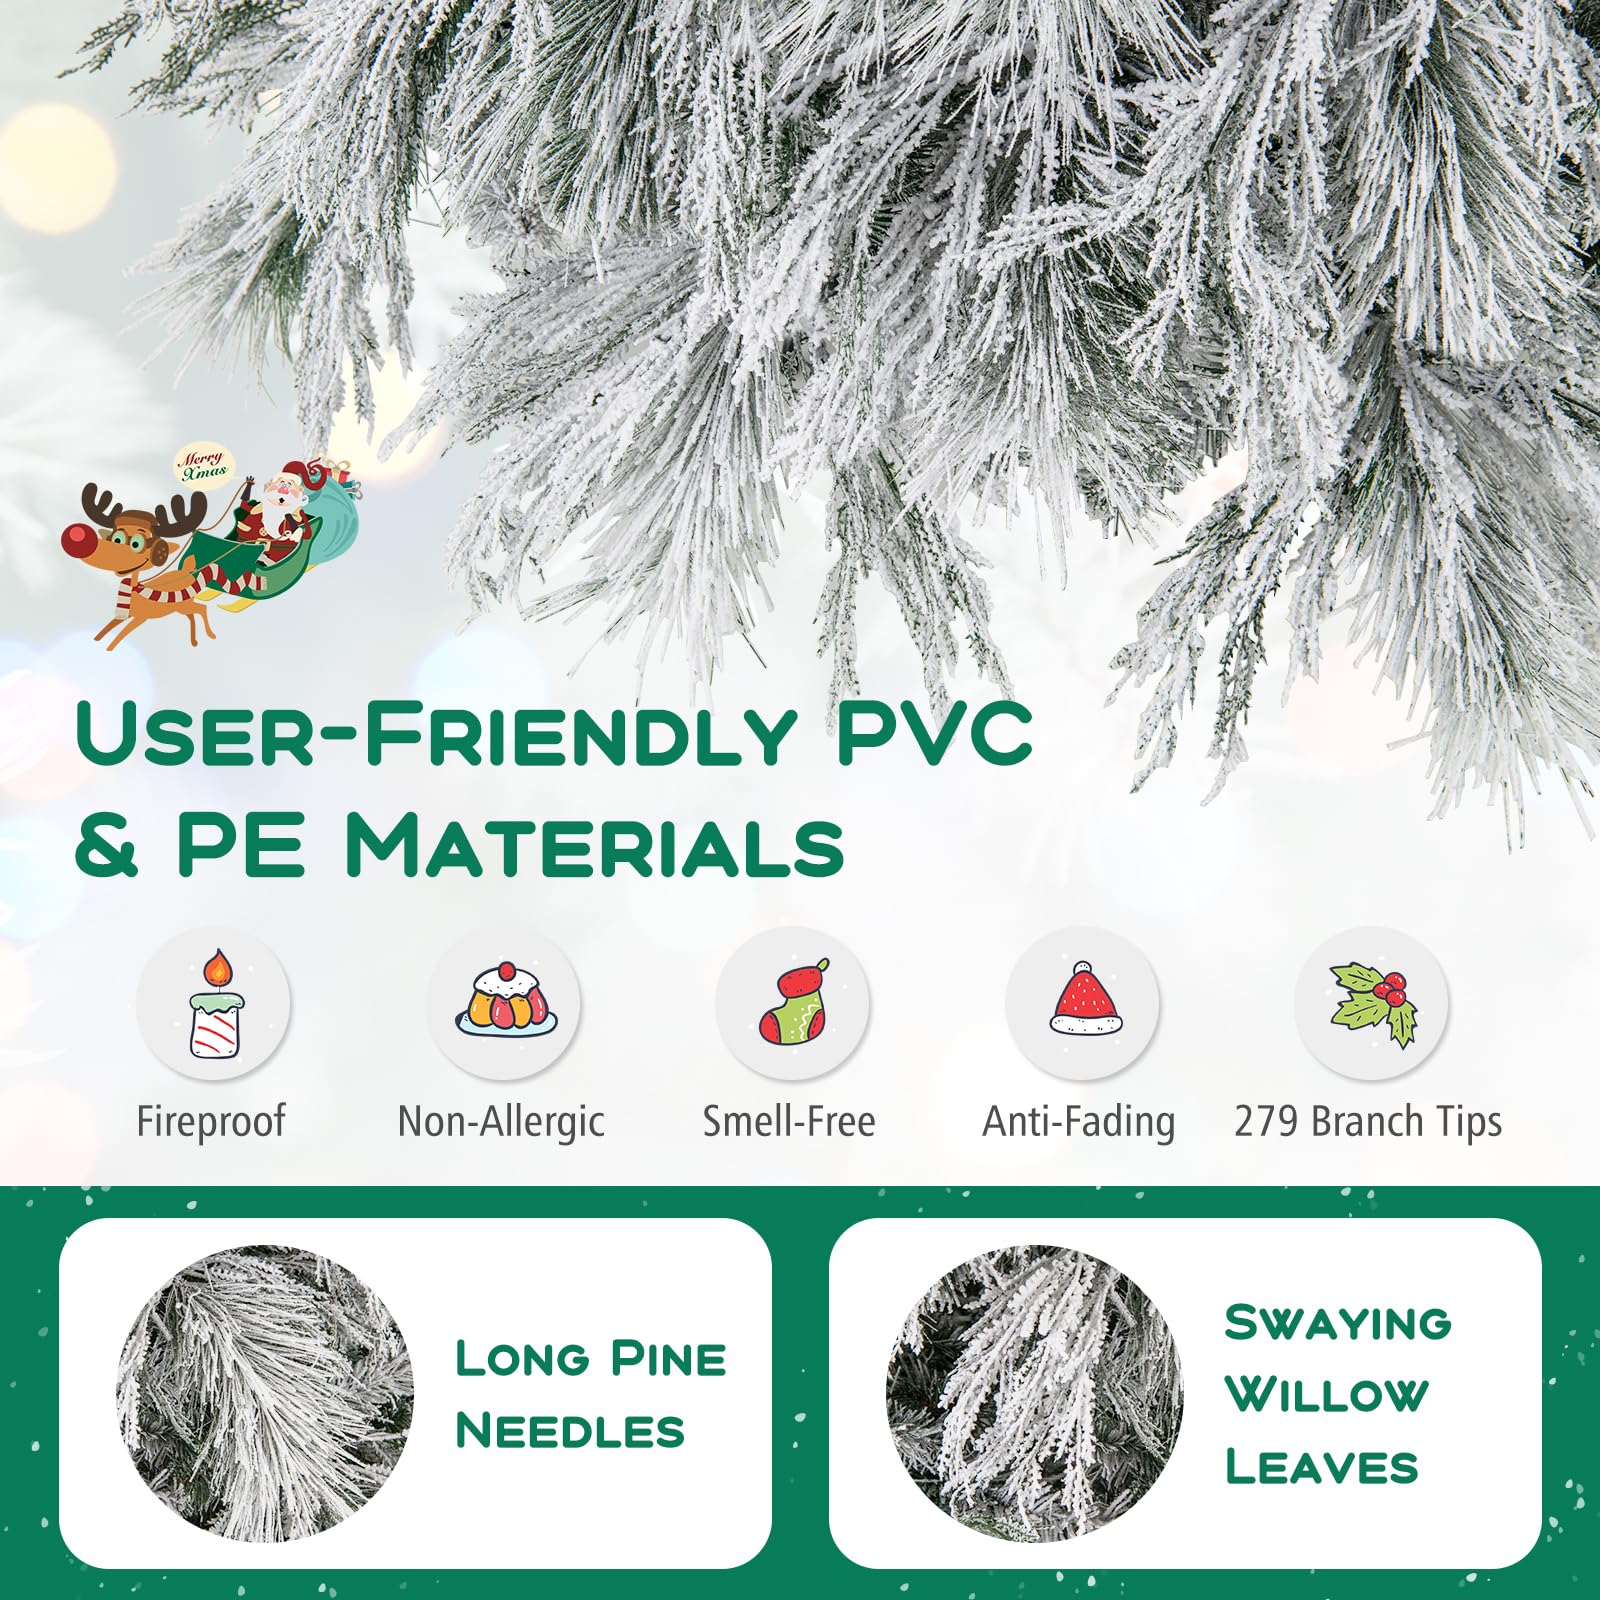 Merry
Xmas
User-Friendly PVC
& PE Materials
Fireproof
Non-Allergic
Smell-Free
Anti-Fading
279 Branch Tips
Long Pine
Needles
Swaying
Willow
Leaves